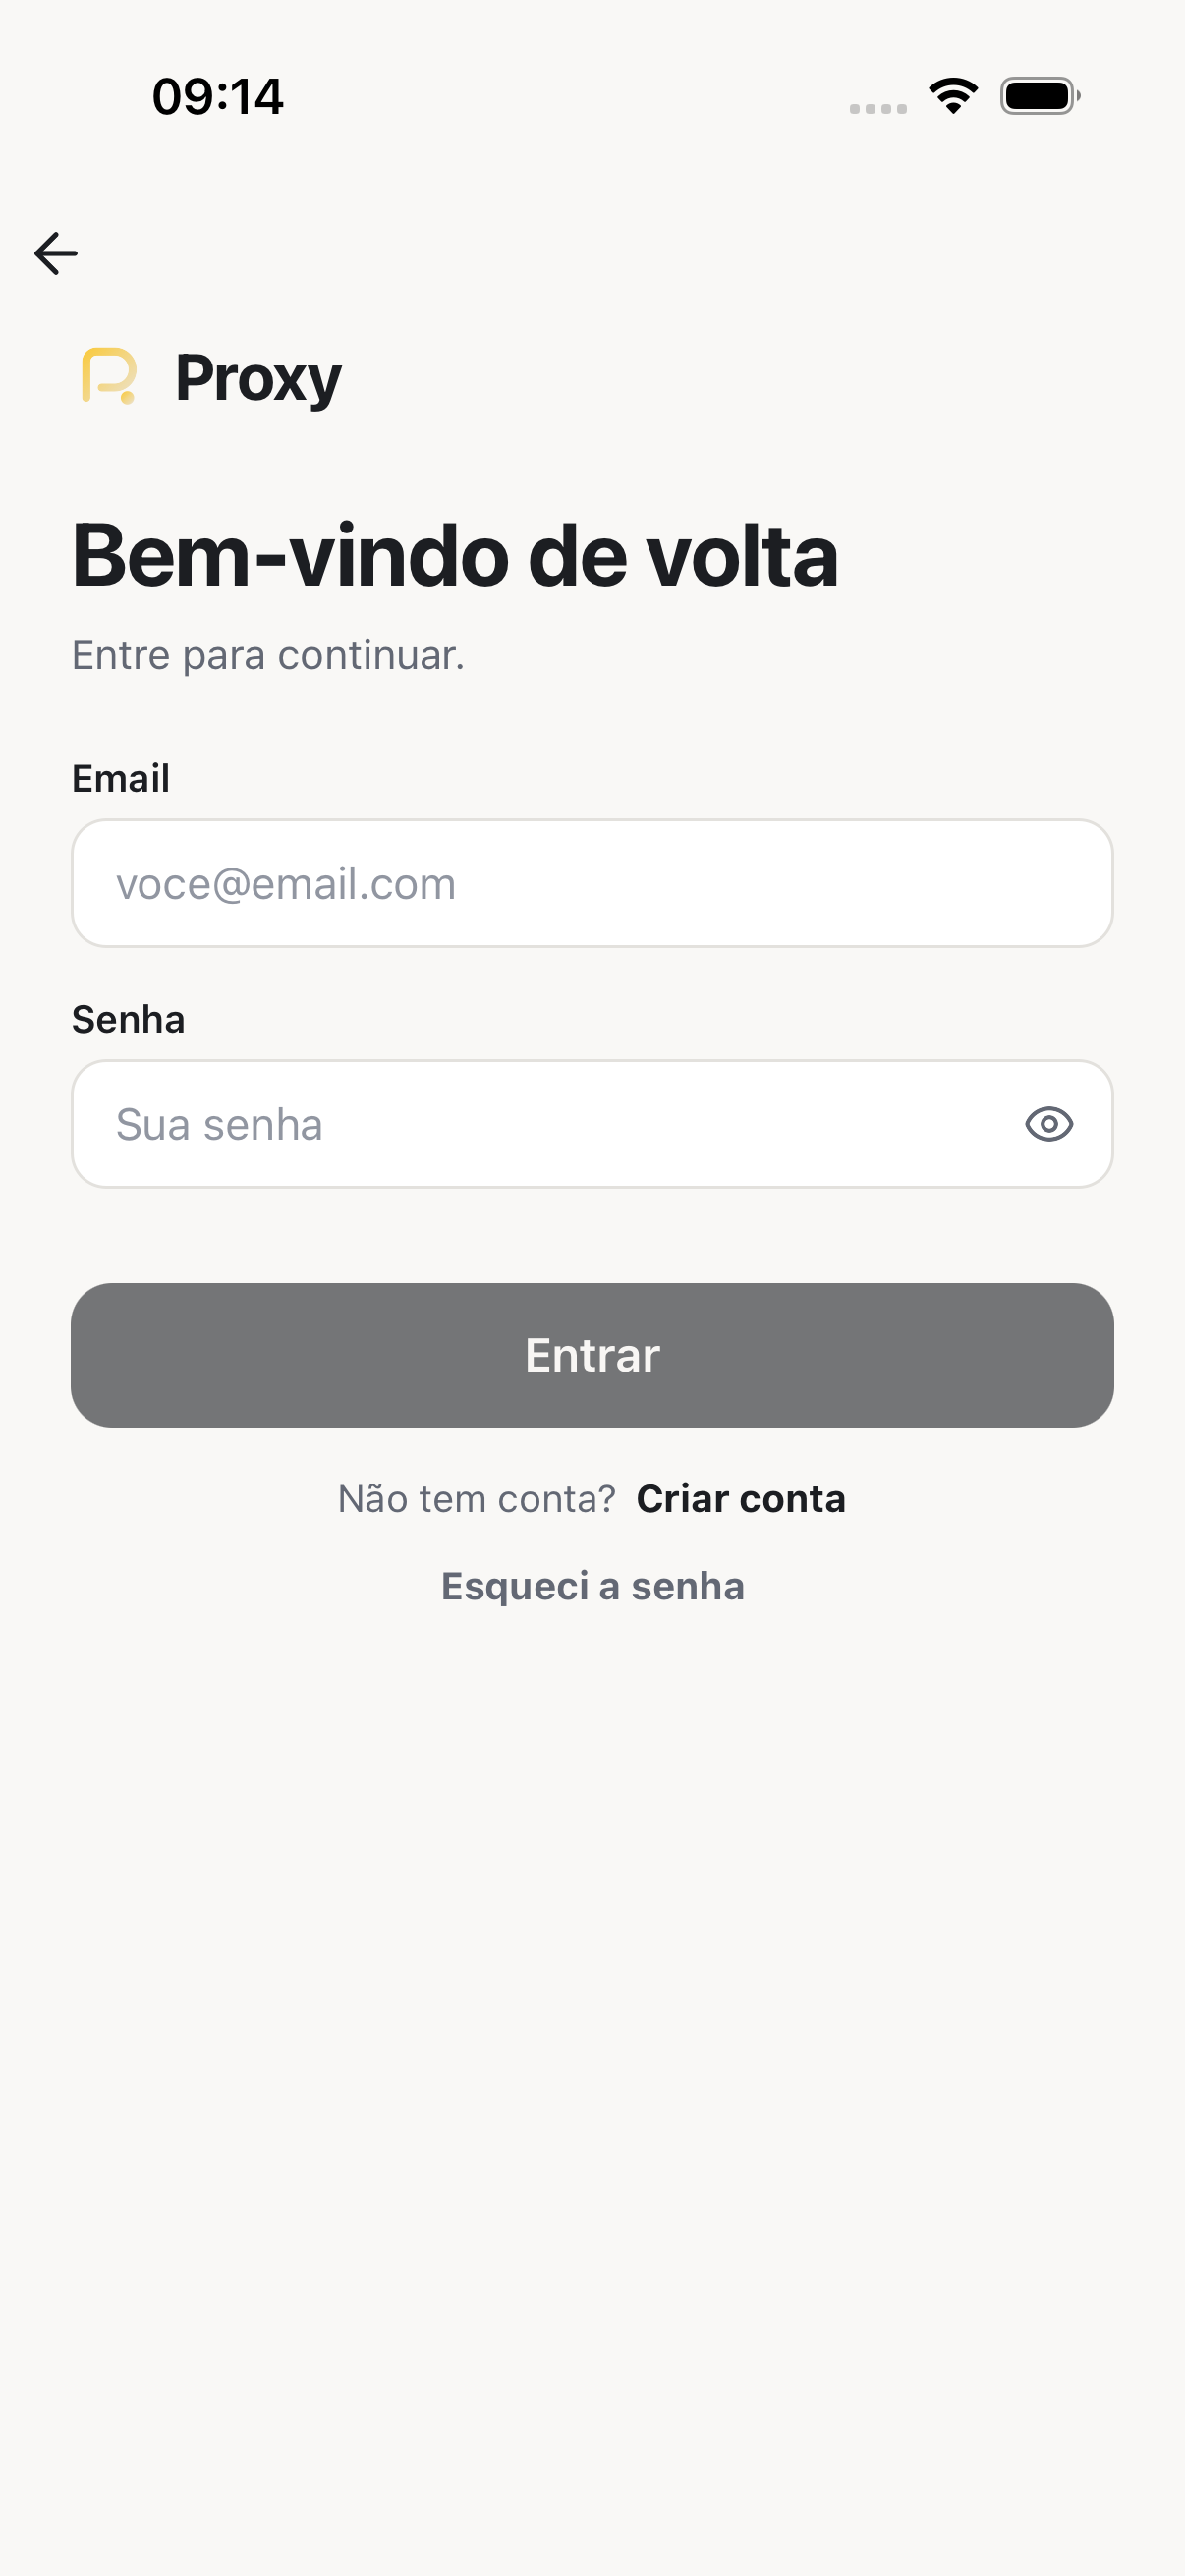 09:14
Proxy
Bem-vindo de volta
Entre para continuar.
Email
voce@email.com
Senha
Sua senha
Entrar
Não tem conta? Criar conta
Esqueci a senha